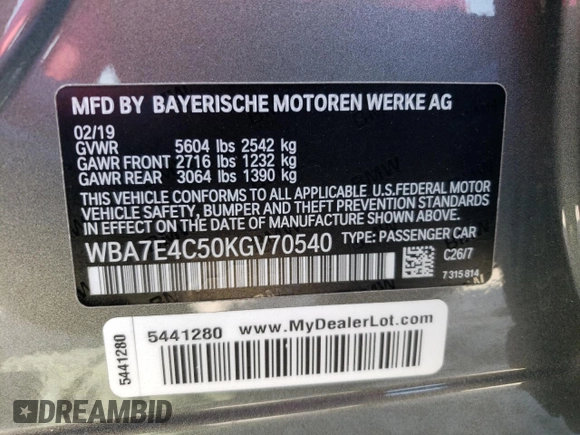 MFD BY BAYERISCHE MOTOREN WERKE AG
02/19
GVWR 5604 lbs 2542 kg
GAWR FRONT 2716 lbs 1232 kg
GAWR REAR 3064 lbs 1390 kg
THIS VEHICLE CONFORMS TO ALL APPLICABLE U.S.FEDERAL MOTOR
VEHICLE SAFETY, BUMPER AND THEFT PREVENTION STANDARDS
IN EFFECT ON THE DATE OF MANUFACTURE SHOWN ABOVE.
WBA7E4C50KGV70540 TYPE: PASSENGER CAR
C26/7
7315814
5441280 www.MyDealerLot.com
5441280
DREAMBID